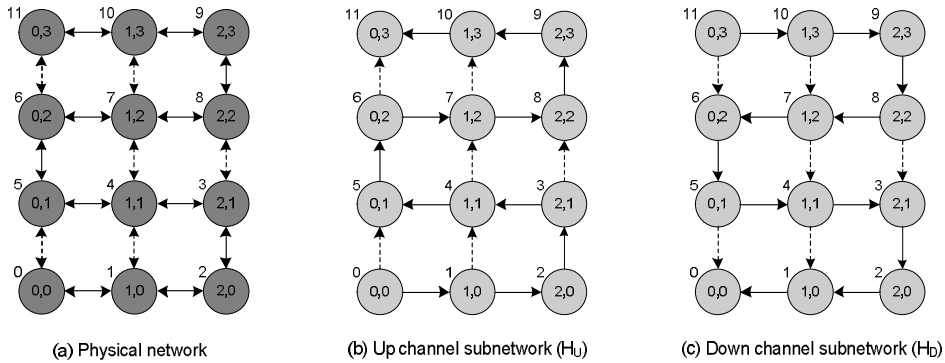 11 10 9 11 10 9 11 10 9
0,3 1,3 2,3 0,3 1,3 2,3 0,3 1,3 2,3
6 7 8 6 7 8 6 7 8
0,2 1,2 2,2 0,2 1,2 2,2 0,2 1,2 2,2
5 4 3 5 4 3 5 4 3
0,1 1,1 2,1 0,1 1,1 2,1 0,1 1,1 2,1
0 1 2 0 1 2 0 1 2
0,0 1,0 2,0 0,0 1,0 2,0 0,0 1,0 2,0
(a) Physical network (b) Up channel subnetwork (HU) (c) Down channel subnetwork (HD)